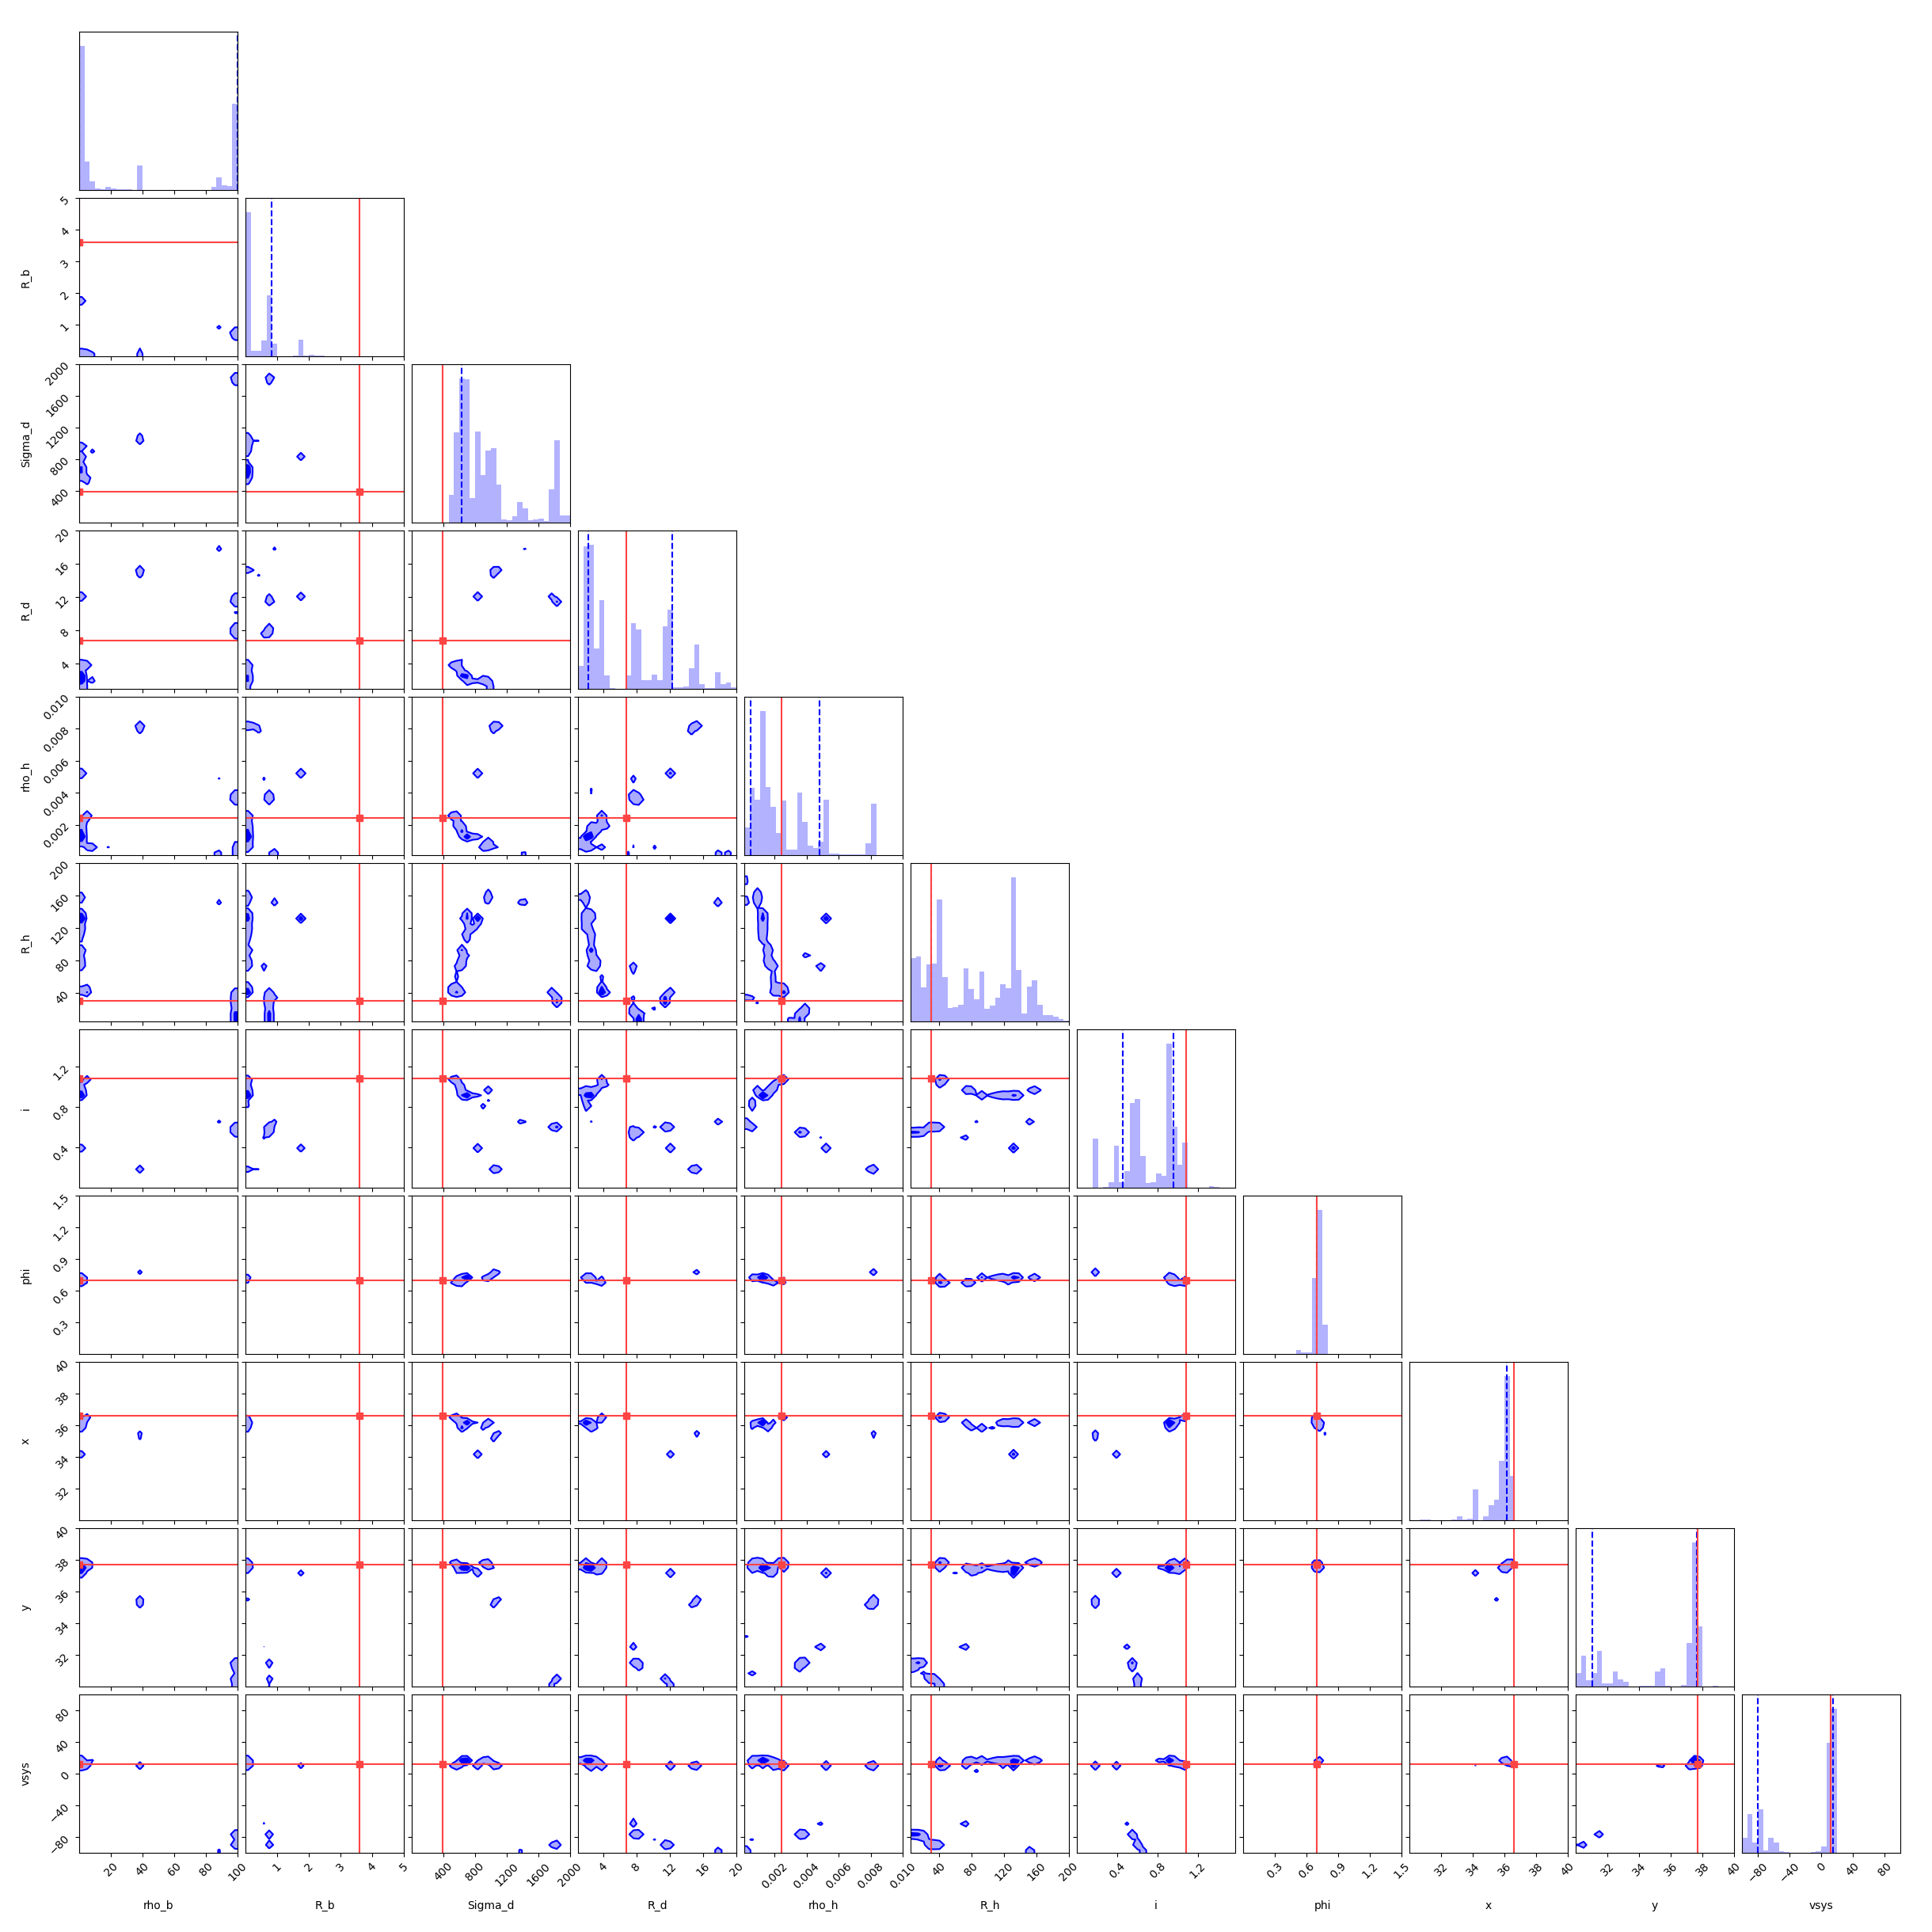 5
4
3
2
1
R_b
2000
1600
1200
800
400
Sigma_d
20
16
12
8
4
R_d
0.010
0.008
0.006
0.004
0.002
rho_h
200
160
120
80
40
R_h
1.2
0.8
0.4
i
1.5
1.2
0.9
0.6
0.3
phi
40
38
36
34
32
x
40
38
36
34
32
y
80
40
0
−40
−80
vsys
20 40 60 80 100
1 2 3 4 5
400 800 1200 1600 2000
4 8 12 16 20
0.002 0.004 0.006 0.008 0.010
40 80 120 160 200
0.4 0.8 1.2
0.3 0.6 0.9 1.2 1.5
32 34 36 38 40
32 34 36 38 40
−80 −40 0 40 80
rho_b R_b Sigma_d R_d rho_h R_h i phi x y vsys